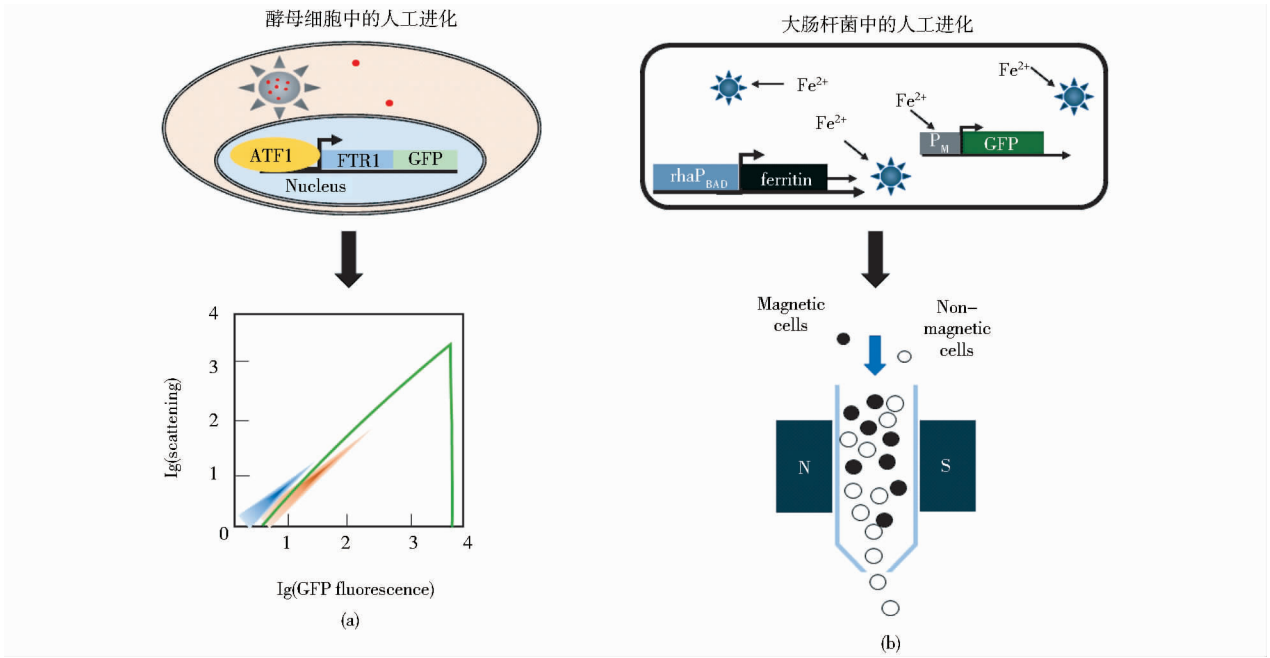 酵母细胞中的人工进化
ATF1
FTR1
GFP
Nucleus
4
3
2
1
0
1
2
3
4
Ig(scattening)
Ig(GFP fluorescence)
(a)
大肠杆菌中的人工进化
Fe2+
Fe2+
Fe2+
Fe2+
PM
GFP
rhaPBAD
ferritin
Magnetic
cells
Non-
magnetic
cells
N
S
(b)